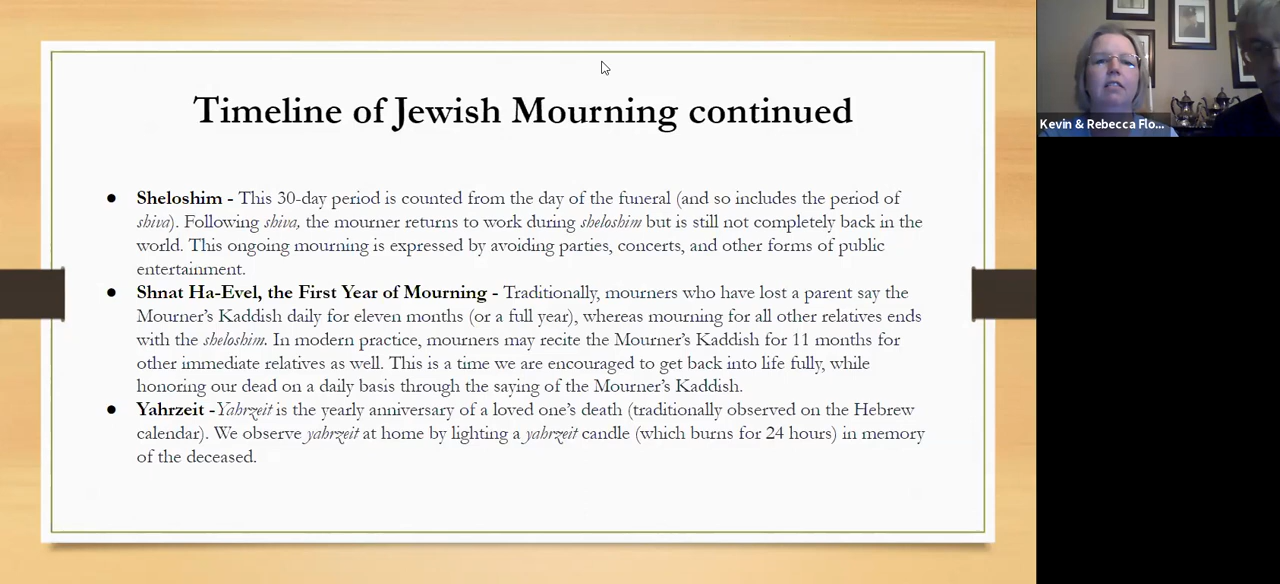 Timeline of Jewish Mourning continued
● Sheloshim - This 30-day period is counted from the day of the funeral (and so includes the period of
shiva). Following shiva, the mourner returns to work during sheloshim but is still not completely back in the
world. This ongoing mourning is expressed by avoiding parties, concerts, and other forms of public
entertainment.
● Shnat Ha-Evel, the First Year of Mourning - Traditionally, mourners who have lost a parent say the
Mourner’s Kaddish daily for eleven months (or a full year), whereas mourning for all other relatives ends
with the sheloshim. In modern practice, mourners may recite the Mourner’s Kaddish for 11 months for
other immediate relatives as well. This is a time we are encouraged to get back into life fully, while
honoring our dead on a daily basis through the saying of the Mourner’s Kaddish.
● Yahrzeit -Yahrzeit is the yearly anniversary of a loved one’s death (traditionally observed on the Hebrew
calendar). We observe yahrzeit at home by lighting a yahrzeit candle (which burns for 24 hours) in memory
of the deceased.
Kevin & Rebecca Flo...